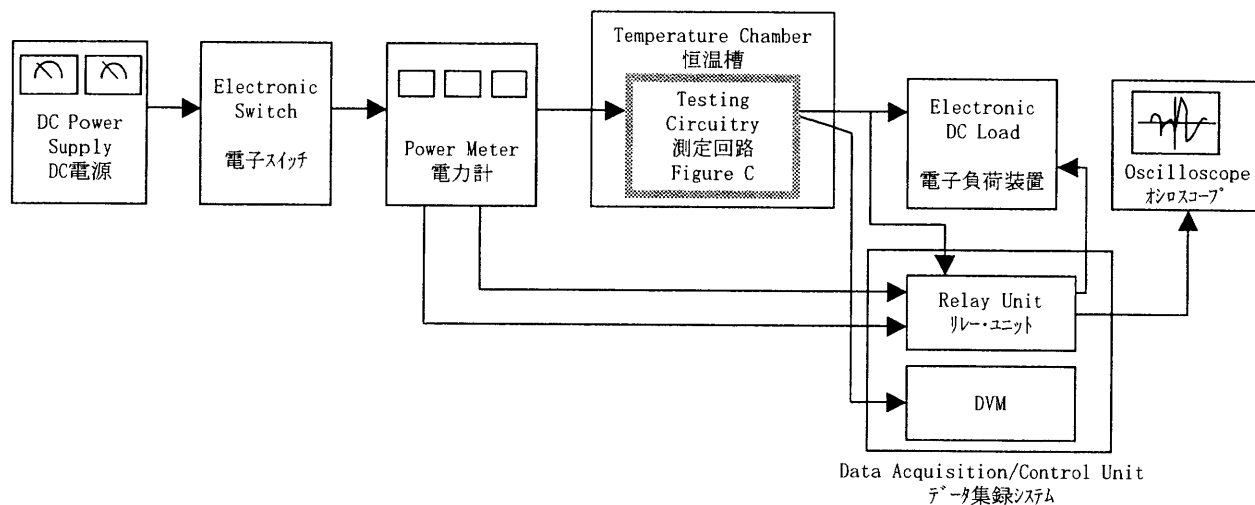 DC Power
Supply
DC電源
Electronic
Switch
電子スイッチ
Power Meter
電力計
Temperature Chamber
恒温槽
Testing
Circuitry
測定回路
Figure C
Electronic
DC Load
電子負荷装置
Oscilloscope
オシロスコープ
Relay Unit
リレー・ユニット
DVM
Data Acquisition/Control Unit
データ集録システム